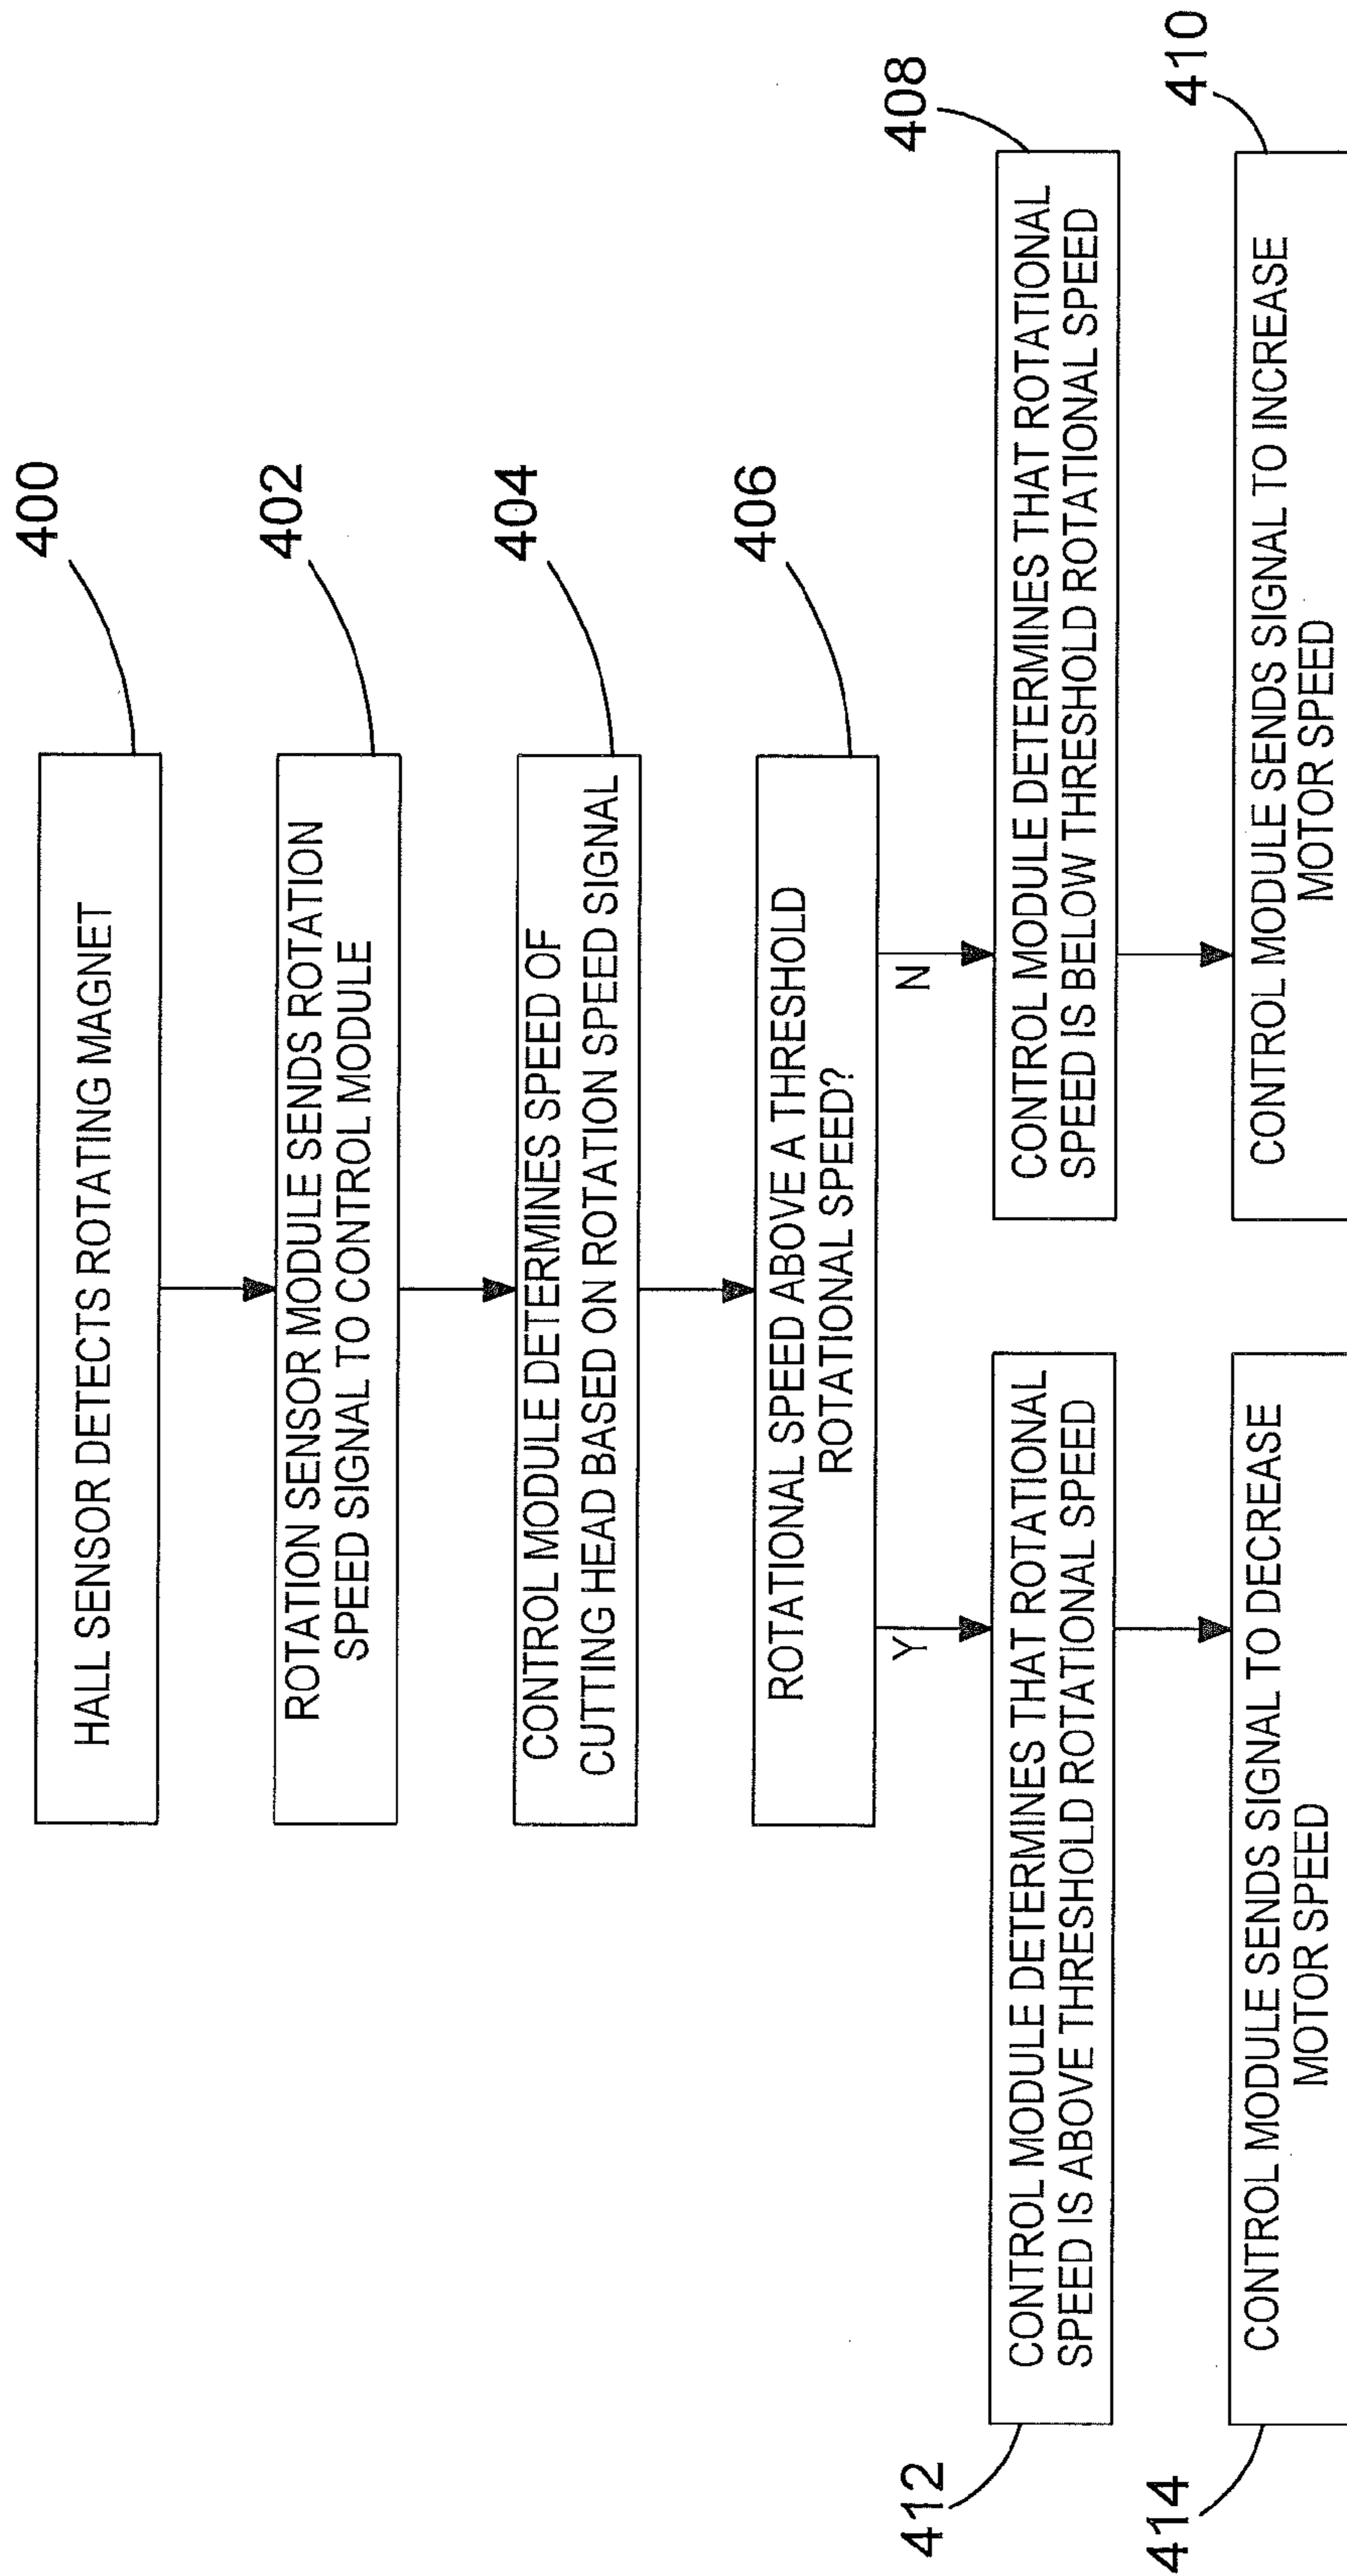 400
HALL SENSOR DETECTS ROTATING MAGNET
402
ROTATION SENSOR MODULE SENDS ROTATION
SPEED SIGNAL TO CONTROL MODULE
404
CONTROL MODULE DETERMINES SPEED OF
CUTTING HEAD BASED ON ROTATION SPEED SIGNAL
406
ROTATIONAL SPEED ABOVE A THRESHOLD
ROTATIONAL SPEED?
Y
N
412
CONTROL MODULE DETERMINES THAT ROTATIONAL
SPEED IS ABOVE THRESHOLD ROTATIONAL SPEED
408
CONTROL MODULE DETERMINES THAT ROTATIONAL
SPEED IS BELOW THRESHOLD ROTATIONAL SPEED
414
CONTROL MODULE SENDS SIGNAL TO DECREASE
MOTOR SPEED
410
CONTROL MODULE SENDS SIGNAL TO INCREASE
MOTOR SPEED